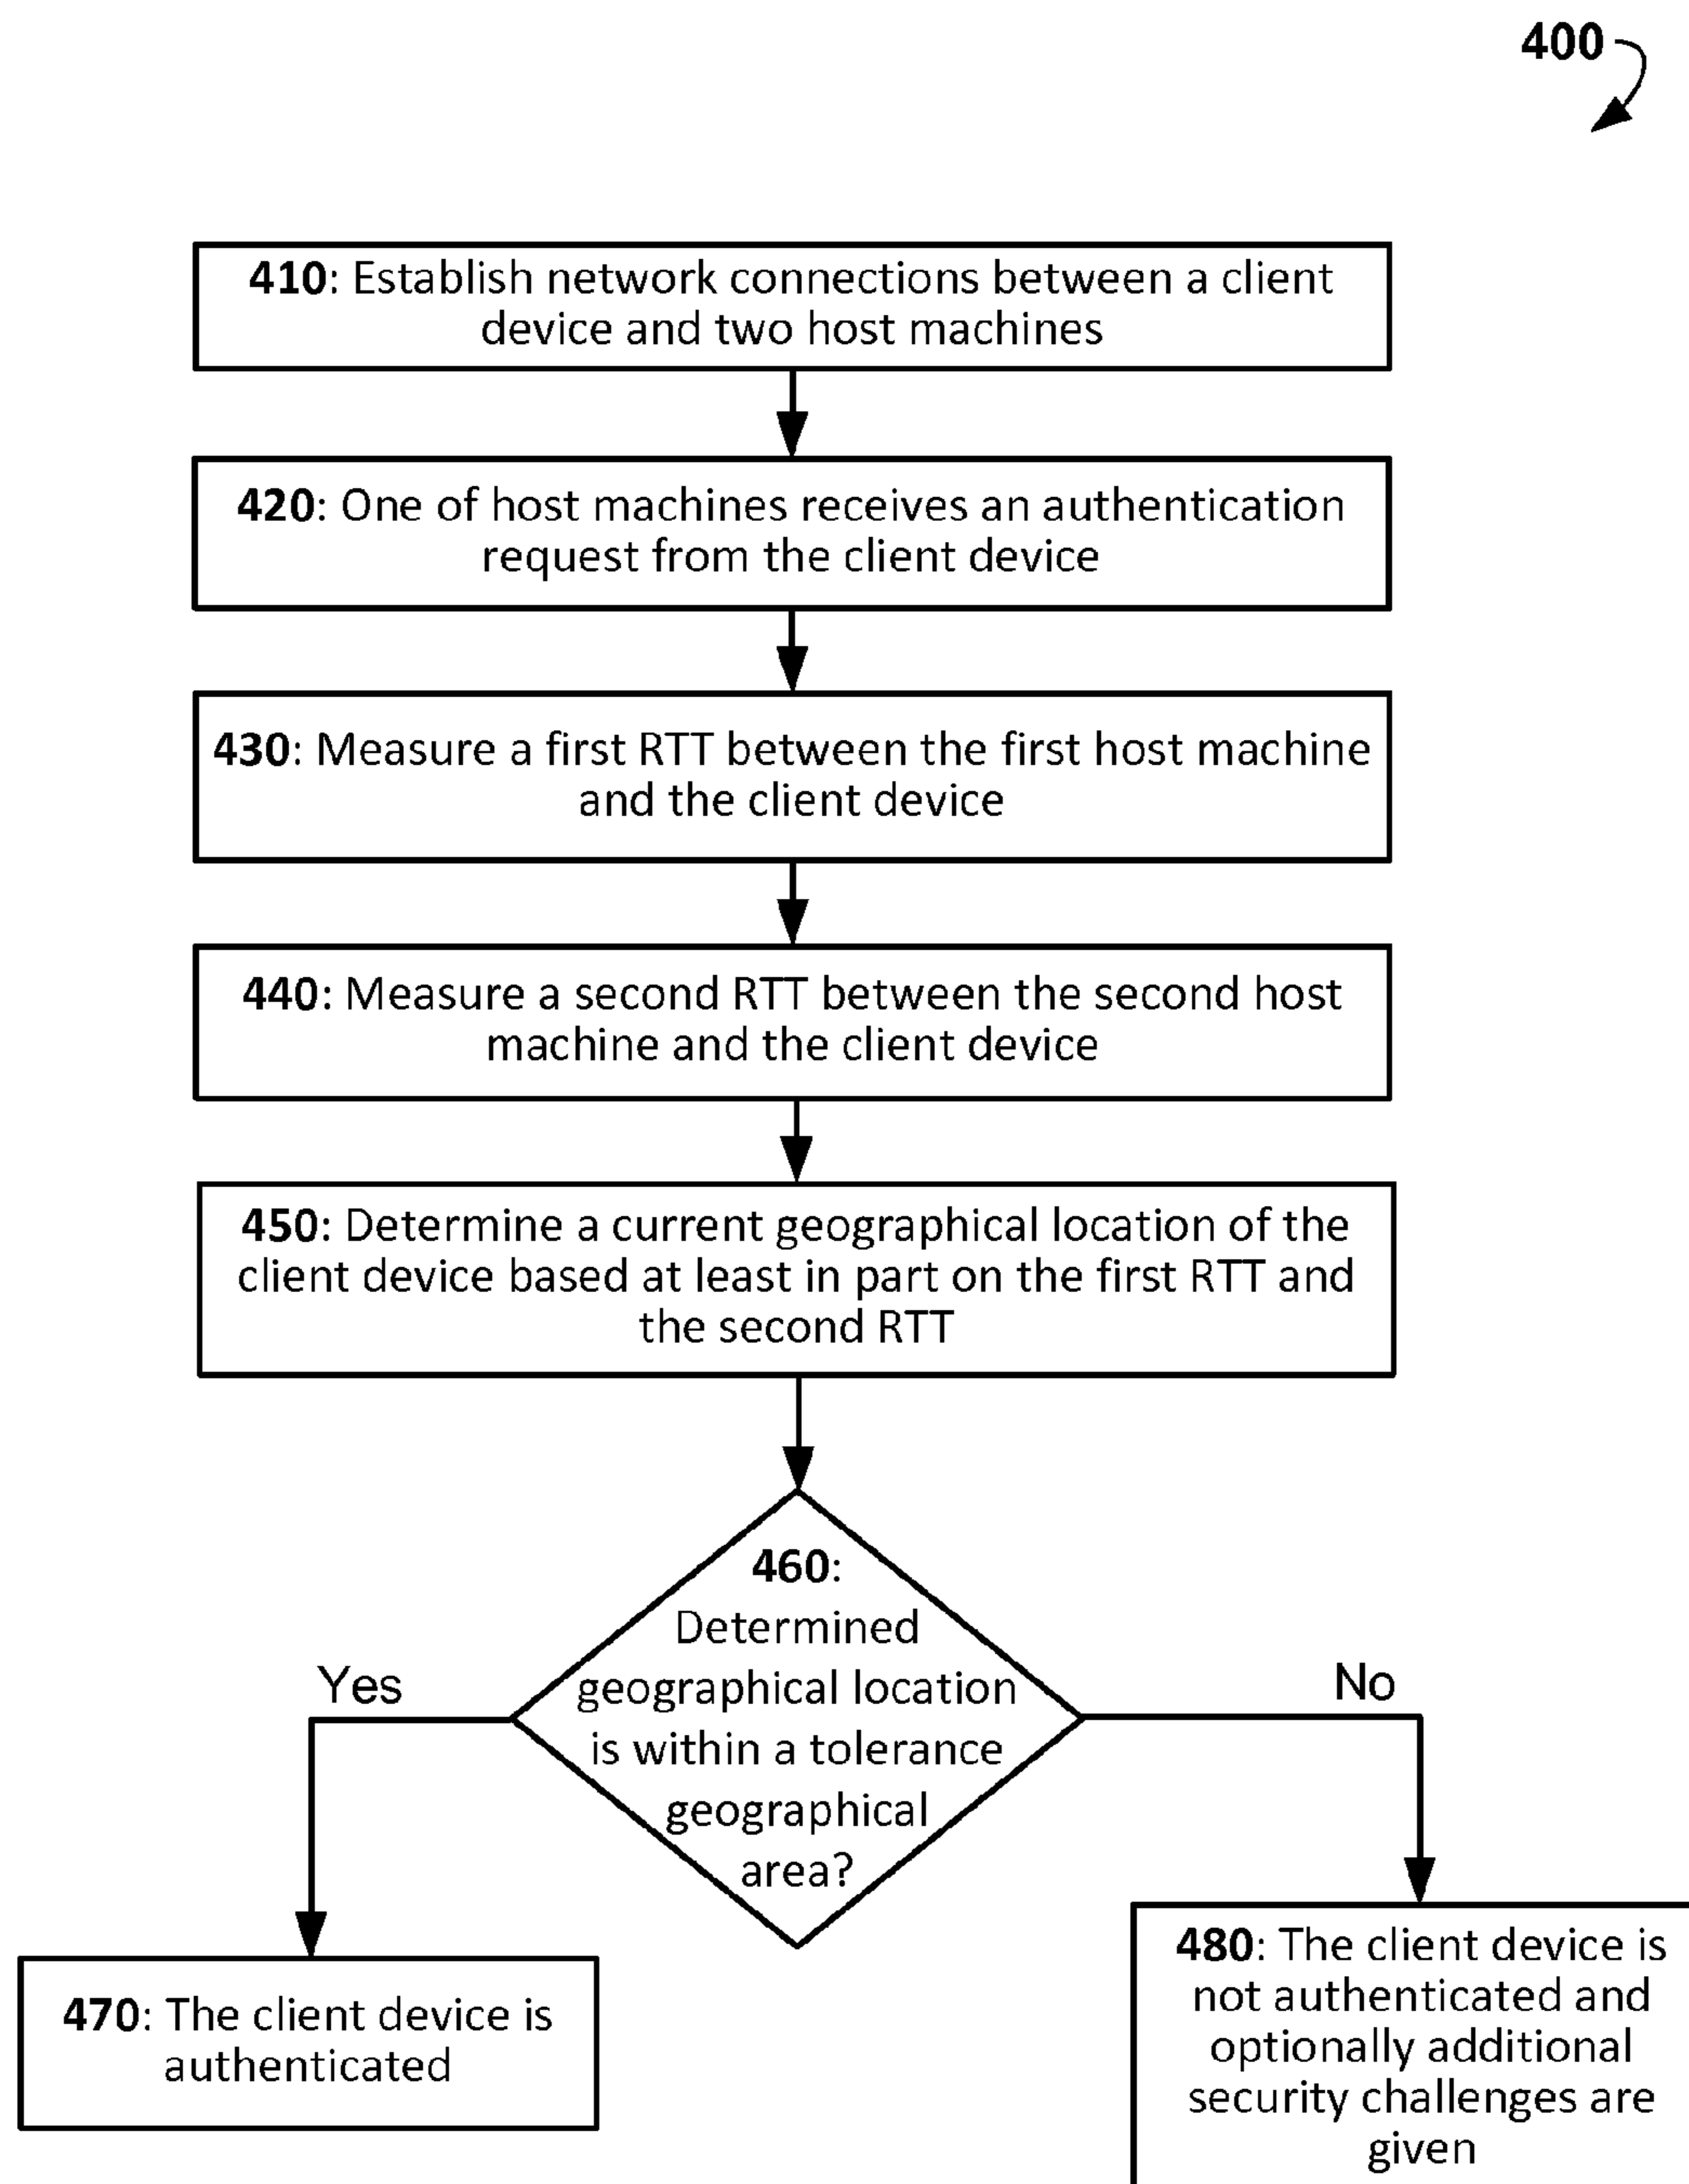 400
410: Establish network connections between a client
device and two host machines
420: One of host machines receives an authentication
request from the client device
430: Measure a first RTT between the first host machine
and the client device
440: Measure a second RTT between the second host
machine and the client device
450: Determine a current geographical location of the
client device based at least in part on the first RTT and
the second RTT
460:
Determined
geographical location
is within a tolerance
geographical
area?
Yes
No
470: The client device is
authenticated
480: The client device is
not authenticated and
optionally additional
security challenges are
given